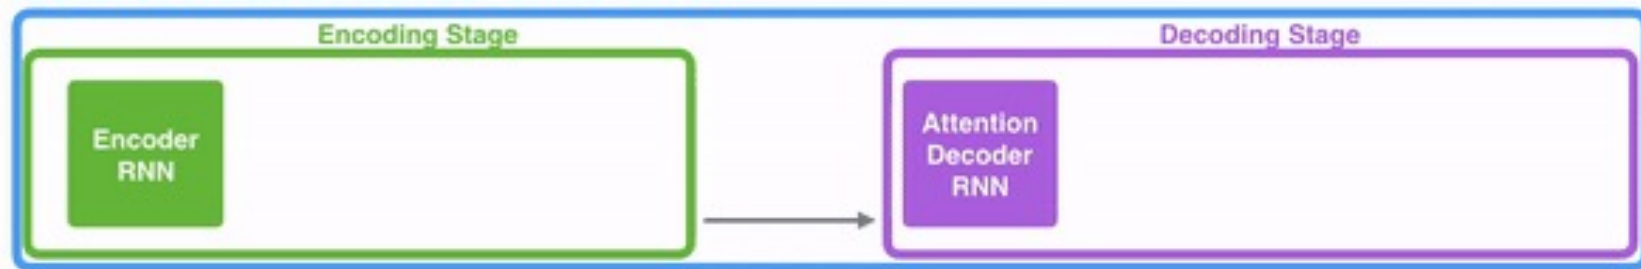 Encoding Stage
Decoding Stage
Encoder
RNN
Attention
Decoder
RNN